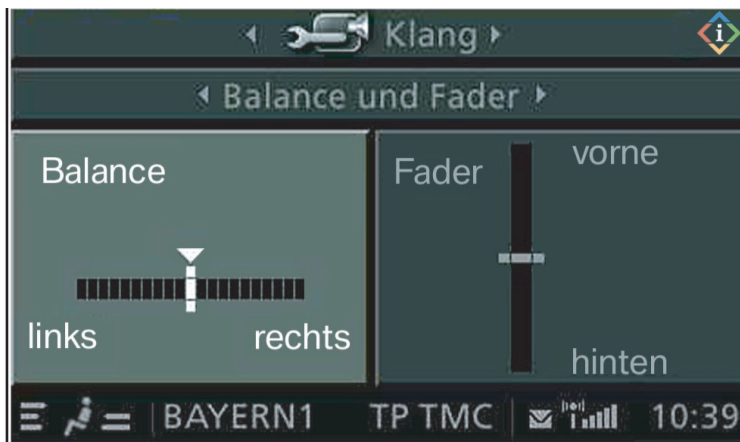 Klang
Balance und Fader
Balance
links rechts
Fader
vorne
hinten
BAYERN1 TP TMC 10:39